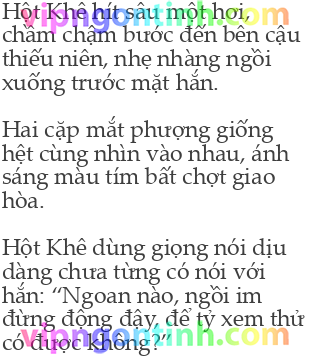 Hột Khê hít sâu một hơi,
vipngontinh.com
chầm chậm bước đến bên cậu
thiếu niên, nhẹ nhàng ngồi
xuống trước mặt hắn.
Hai cặp mắt phượng giống
hệt cùng nhìn vào nhau, ánh
sáng màu tím bất chợt giao
hòa.
Hột Khê dùng giọng nói dịu
dàng chưa từng có nói với
hắn: “Ngoan nào, ngồi im
đừng động đậy, để tỷ xem thử
vipngontinh.com
có được không?”